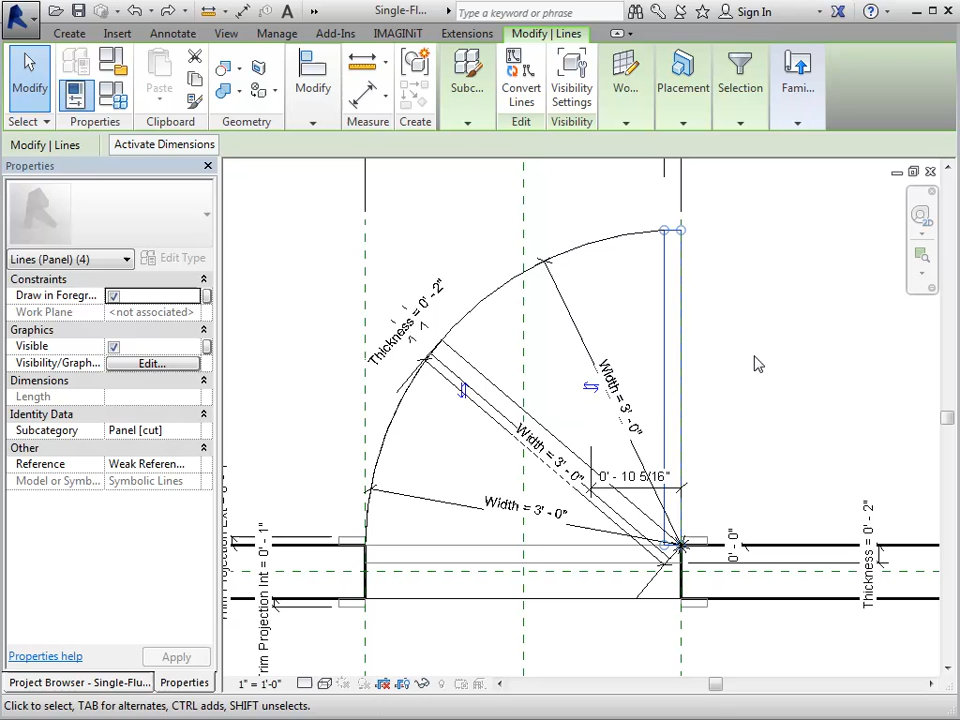 Single-Flu...
Type a keyword or phrase
Sign In
Create Insert Annotate View Manage Add-Ins IMAGINiT Extensions Modify | Lines
Modify
Paste
Modify
Subc...
Convert
Lines
Visibility
Settings
Wo...
Placement
Selection
Fami...
Select Properties Clipboard Geometry Measure Create Edit Visibility
Modify | Lines
Activate Dimensions
Properties
Lines (Panel) (4)
Edit Type
Constraints
Draw in Foregr...
Work Plane <not associated>
Graphics
Visible
Visibility/Graph... Edit...
Dimensions
Length
Identity Data
Subcategory Panel [cut]
Other
Reference Weak Referen...
Model or Symb... Symbolic Lines
Properties help
Apply
Project Browser - Single-Flu... Properties
Thickness = 0' - 2"
Width = 3' - 0"
Width = 3' - 0"
0' - 10 5/16"
Width = 3' - 0"
0' - 0"
Thickness = 0' - 2"
Trim Projection Int = 0' - 1"
1" = 1'-0"
Click to select, TAB for alternates, CTRL adds, SHIFT unselects.